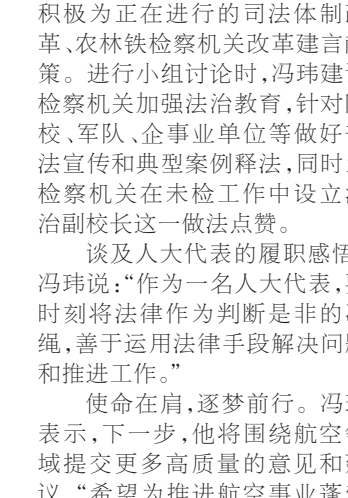 积极为正在进行的司法体制
革、农林铁检察机关改革建言
策。进行小组讨论时,冯玮建
检察机关加强法治教育,针对
校、军队、企事业单位等做好
法宣传和典型案例释法,同时
检察机关在未检工作中设立
治副校长这一做法点赞。
谈及人大代表的履职感悟
冯玮说:“作为一名人大代表,
时刻将法律作为判断是非的
绳,善于运用法律手段解决问
和推进工作。”
使命在肩,逐梦前行。冯
表示,下一步,他将围绕航空
域提交更多高质量的意见和
议。“希望为推进航空事业蓬